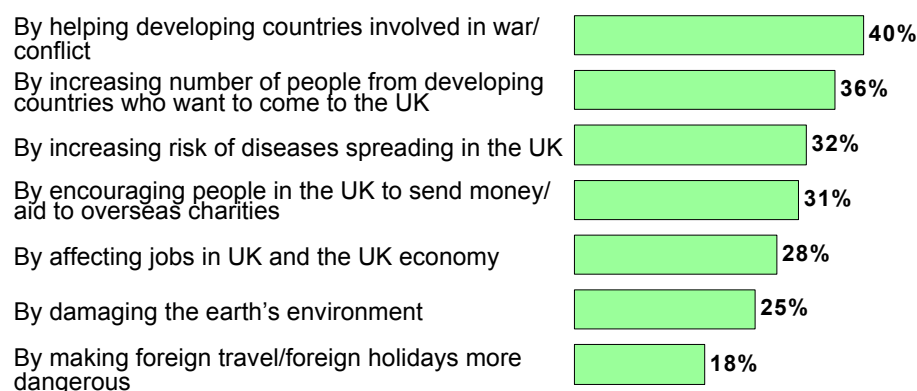 By helping developing countries involved in war/
conflict
40%
By increasing number of people from developing
countries who want to come to the UK
36%
By increasing risk of diseases spreading in the UK
32%
By encouraging people in the UK to send money/
aid to overseas charities
31%
By affecting jobs in UK and the UK economy
28%
By damaging the earth’s environment
25%
By making foreign travel/foreign holidays more
dangerous
18%